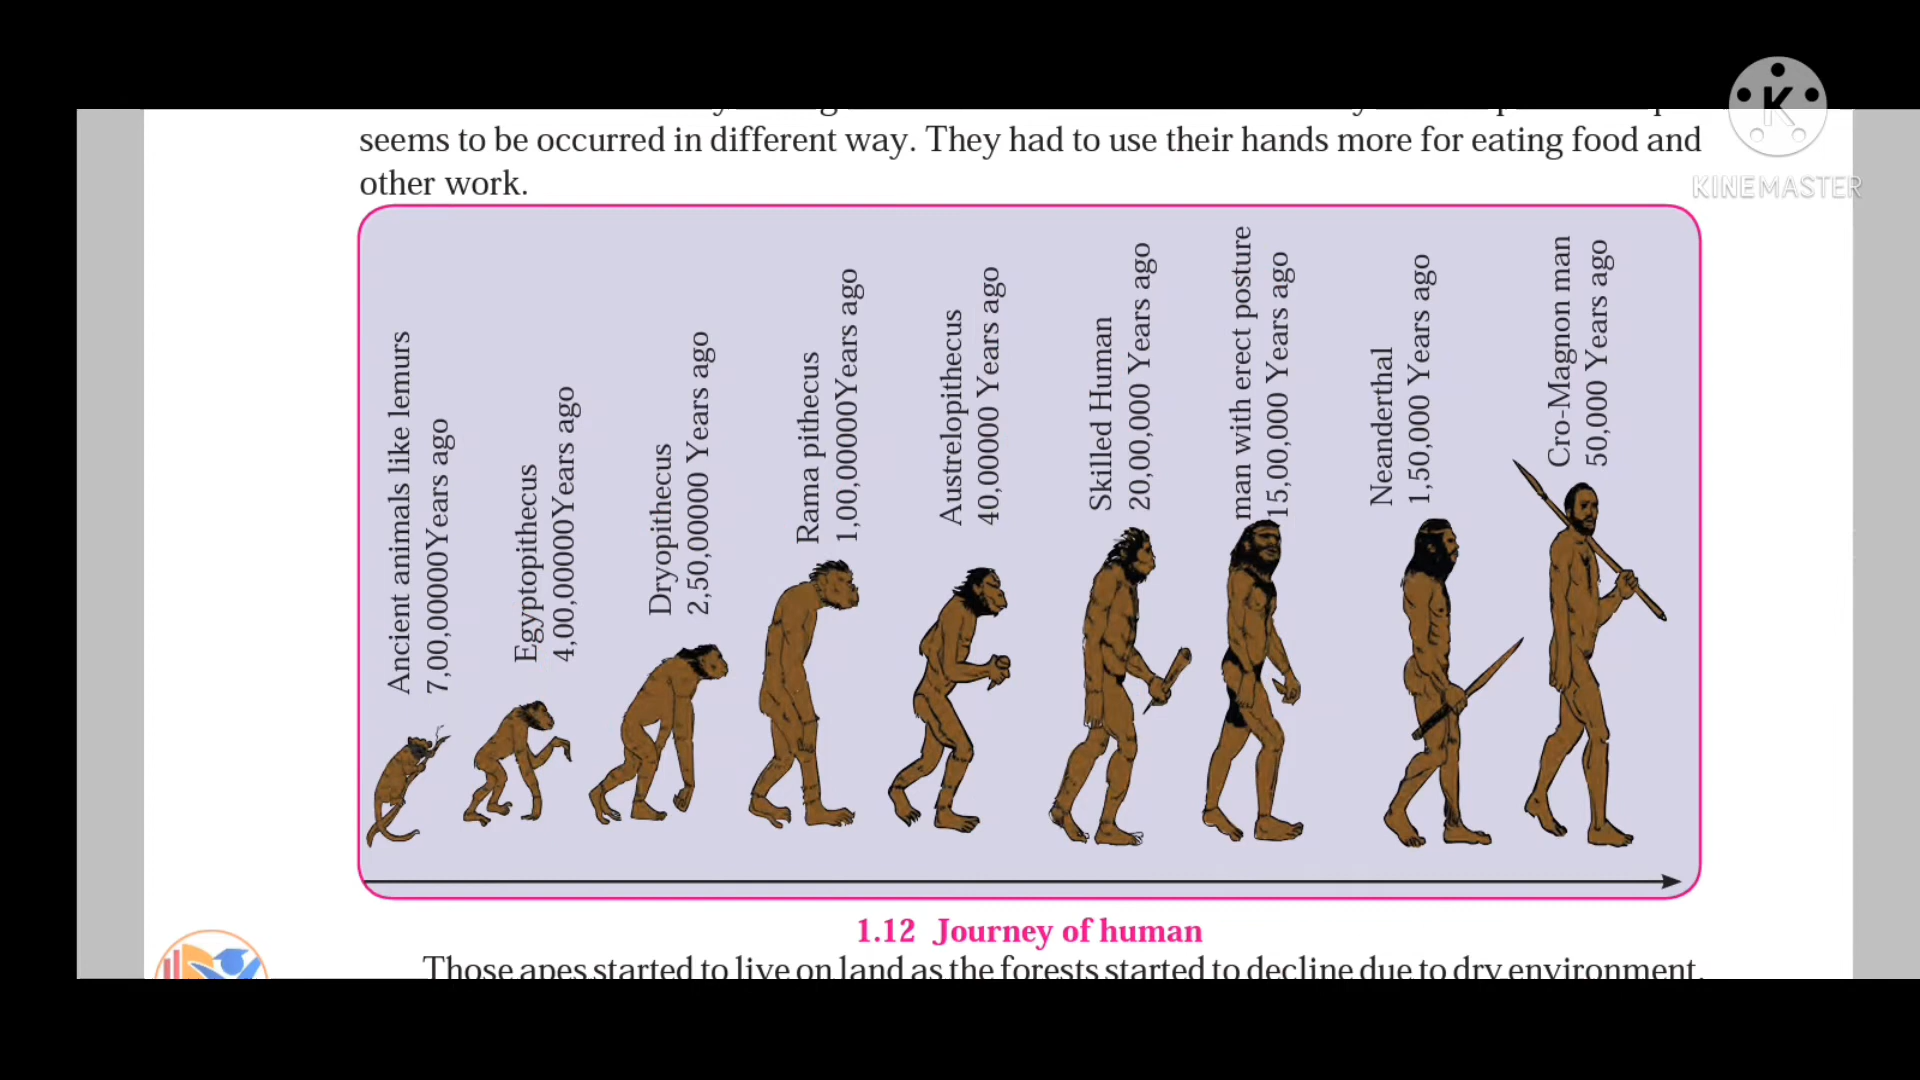 seems to be occurred in different way. They had to use their hands more for eating food and
other work.
KINEMASTER
Ancient animals like lemurs
7,00,00000Years ago
Egyptopithecus
4,00,00000Years ago
Dryopithecus
2,50,00000 Years ago
Rama pithecus
1,00,00000Years ago
Austrelopithecus
40,00000 Years ago
Skilled Human
20,00,000 Years ago
man with erect posture
15,00,000 Years ago
Neanderthal
1,50,000 Years ago
Cro-Magnon man
50,000 Years ago
1.12 Journey of human
Those apes started to live on land as the forests started to decline due to dry environment.